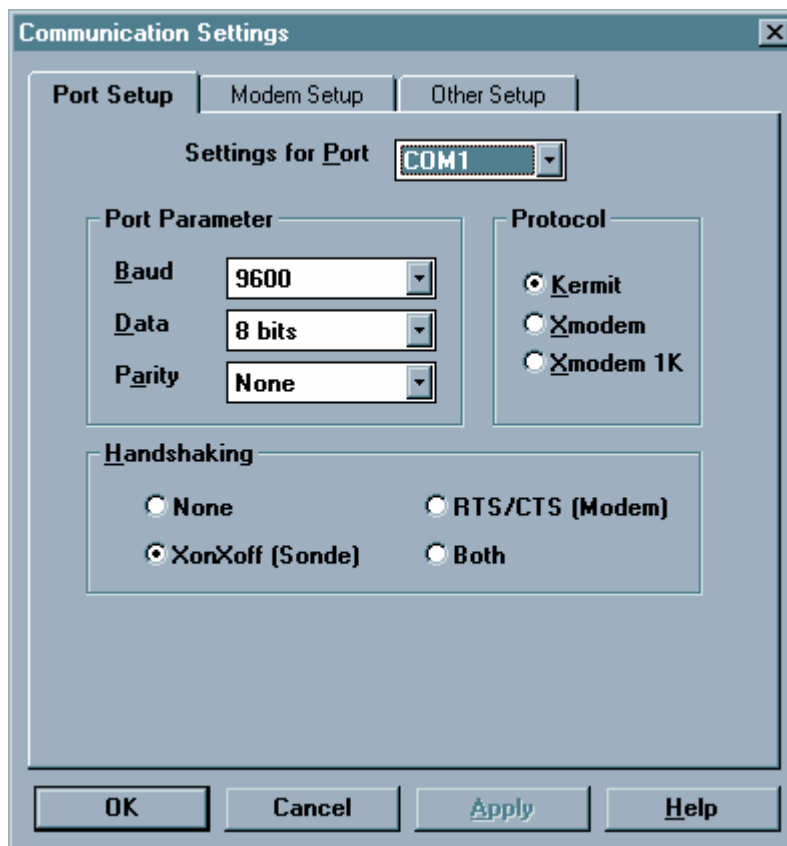 Communication Settings
Port Setup
Modem Setup
Other Setup
Settings for Port
COM1
Port Parameter
Baud
9600
Data
8 bits
Parity
None
Protocol
Kermit
Xmodem
Xmodem 1K
Handshaking
None
RTS/CTS (Modem)
XonXoff (Sonde)
Both
OK
Cancel
Apply
Help